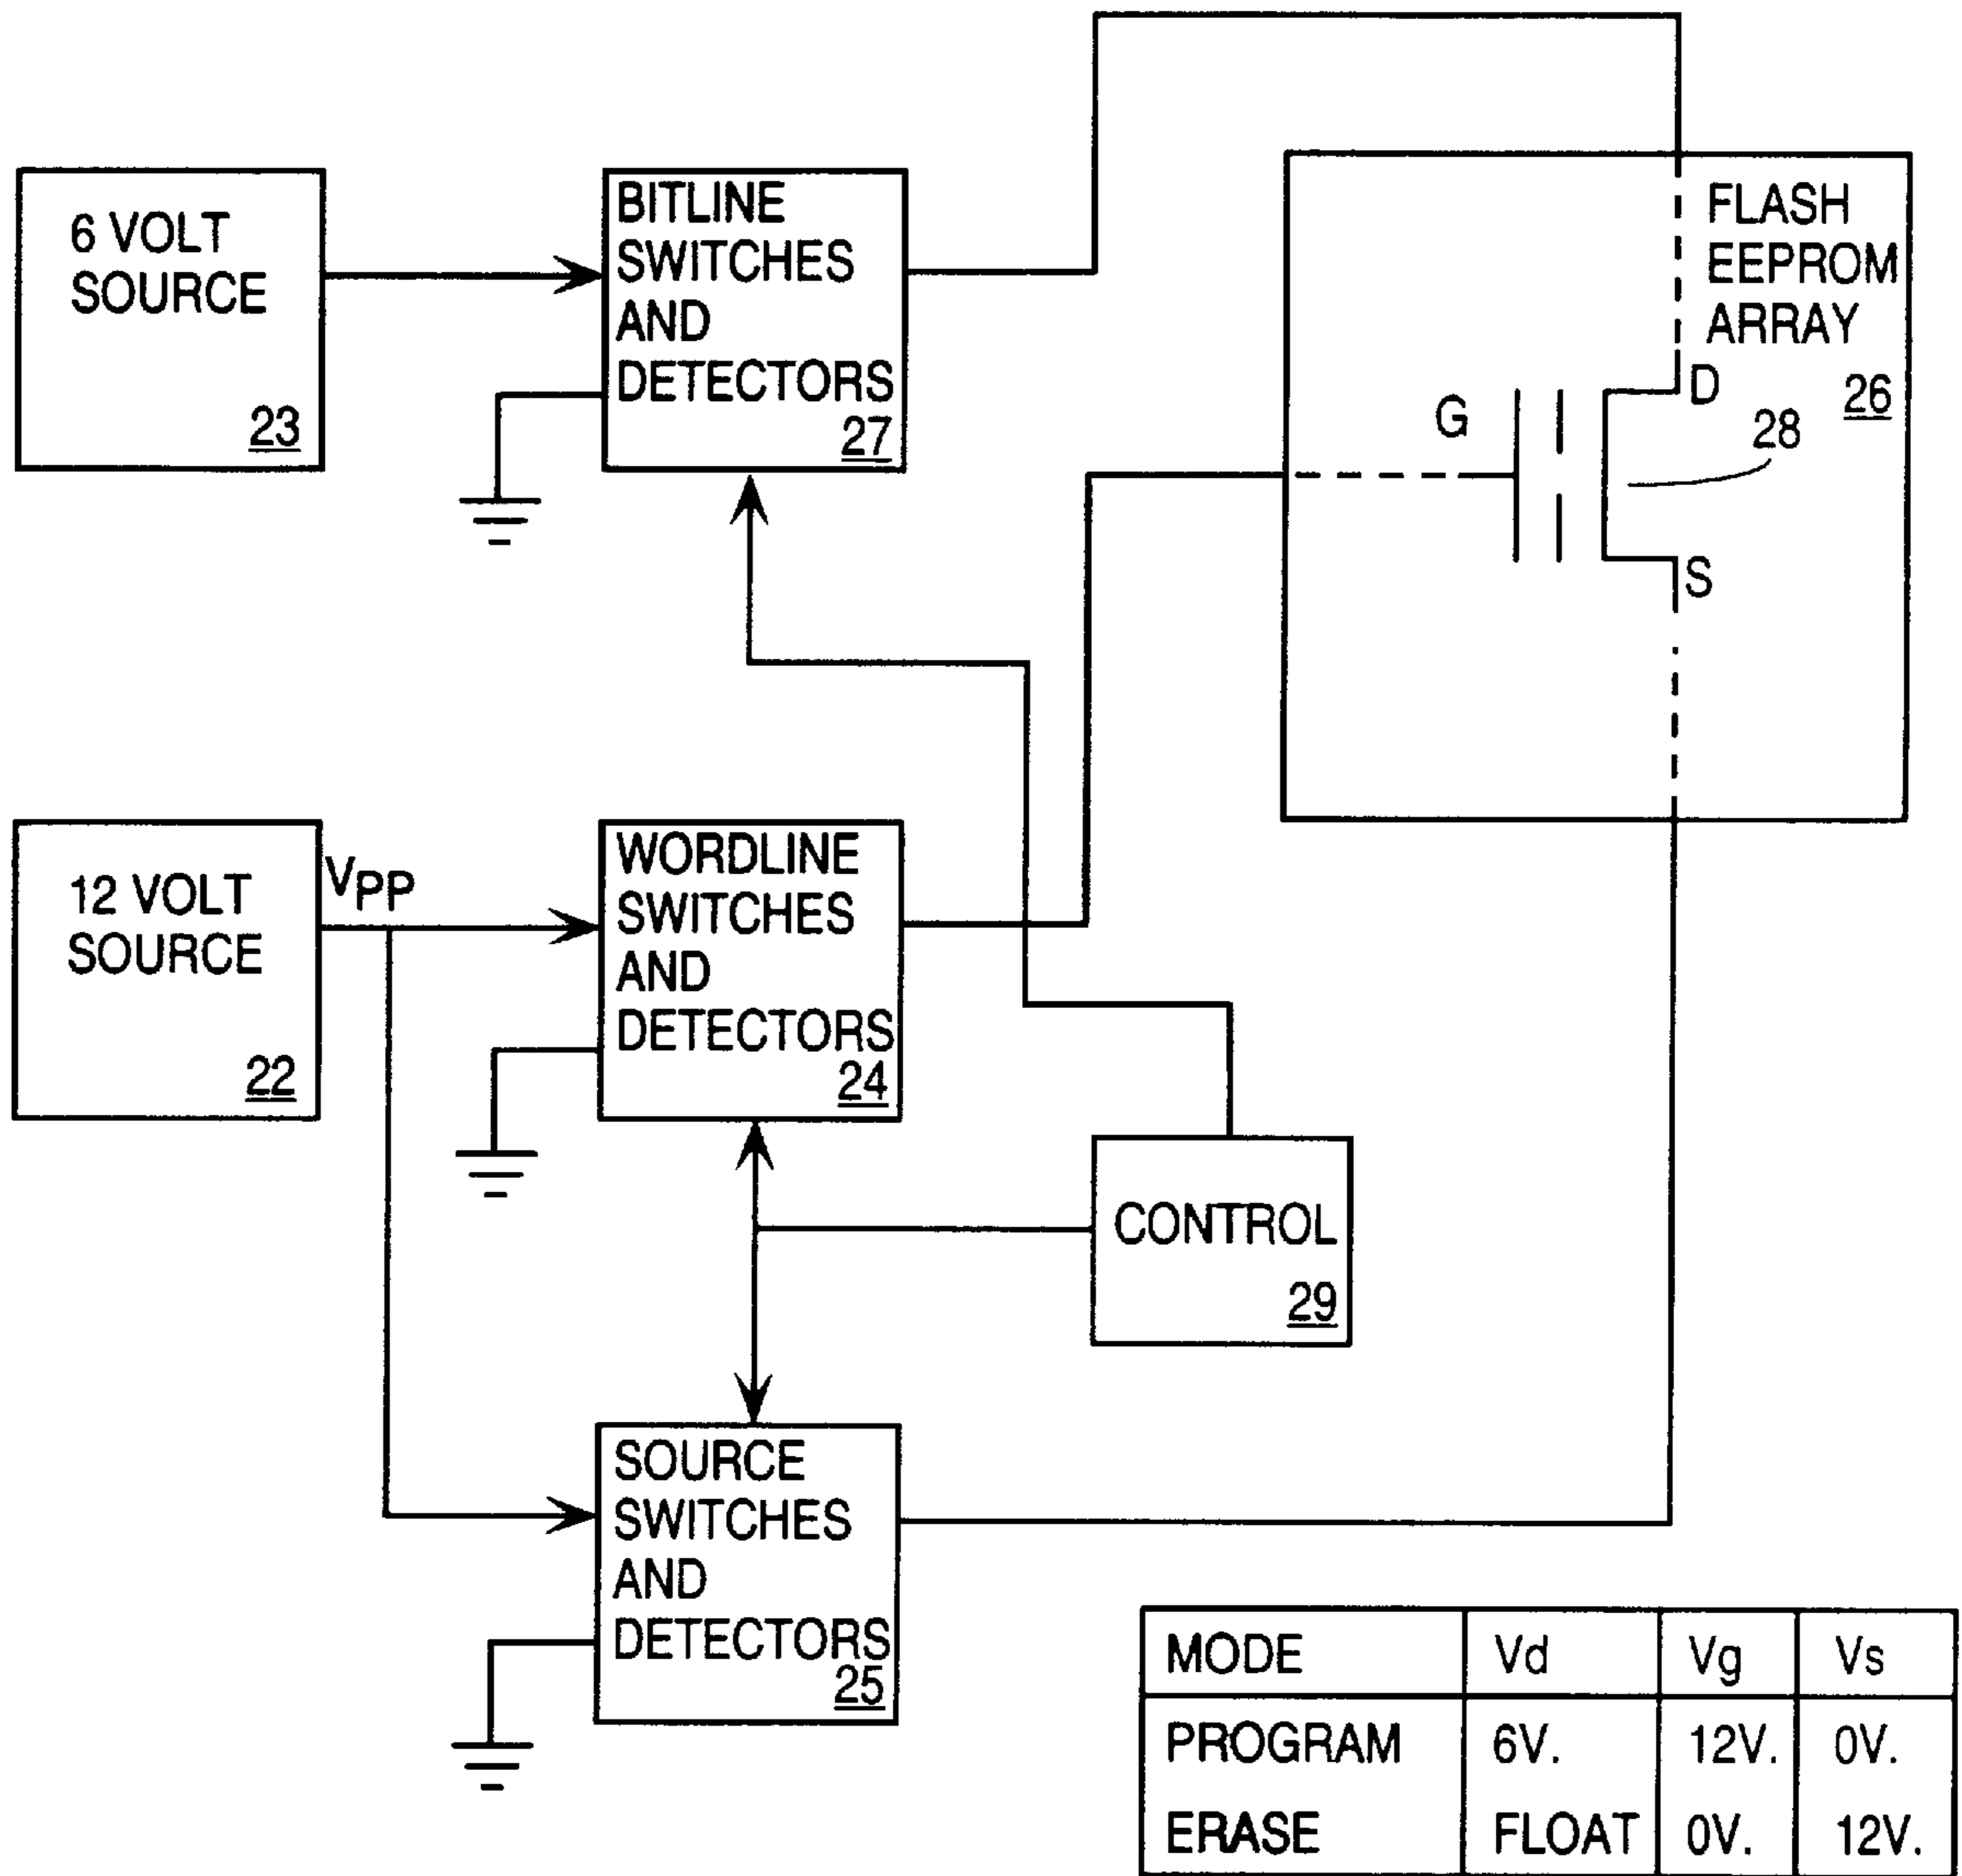 6 VOLT
SOURCE
23
BITLINE
SWITCHES
AND
DETECTORS
27
FLASH
EEPROM
ARRAY
26
D
G
28
S
12 VOLT
SOURCE
22
VPP
WORDLINE
SWITCHES
AND
DETECTORS
24
CONTROL
29
SOURCE
SWITCHES
AND
DETECTORS
25
MODE Vd Vg Vs
PROGRAM 6V. 12V. 0V.
ERASE FLOAT 0V. 12V.